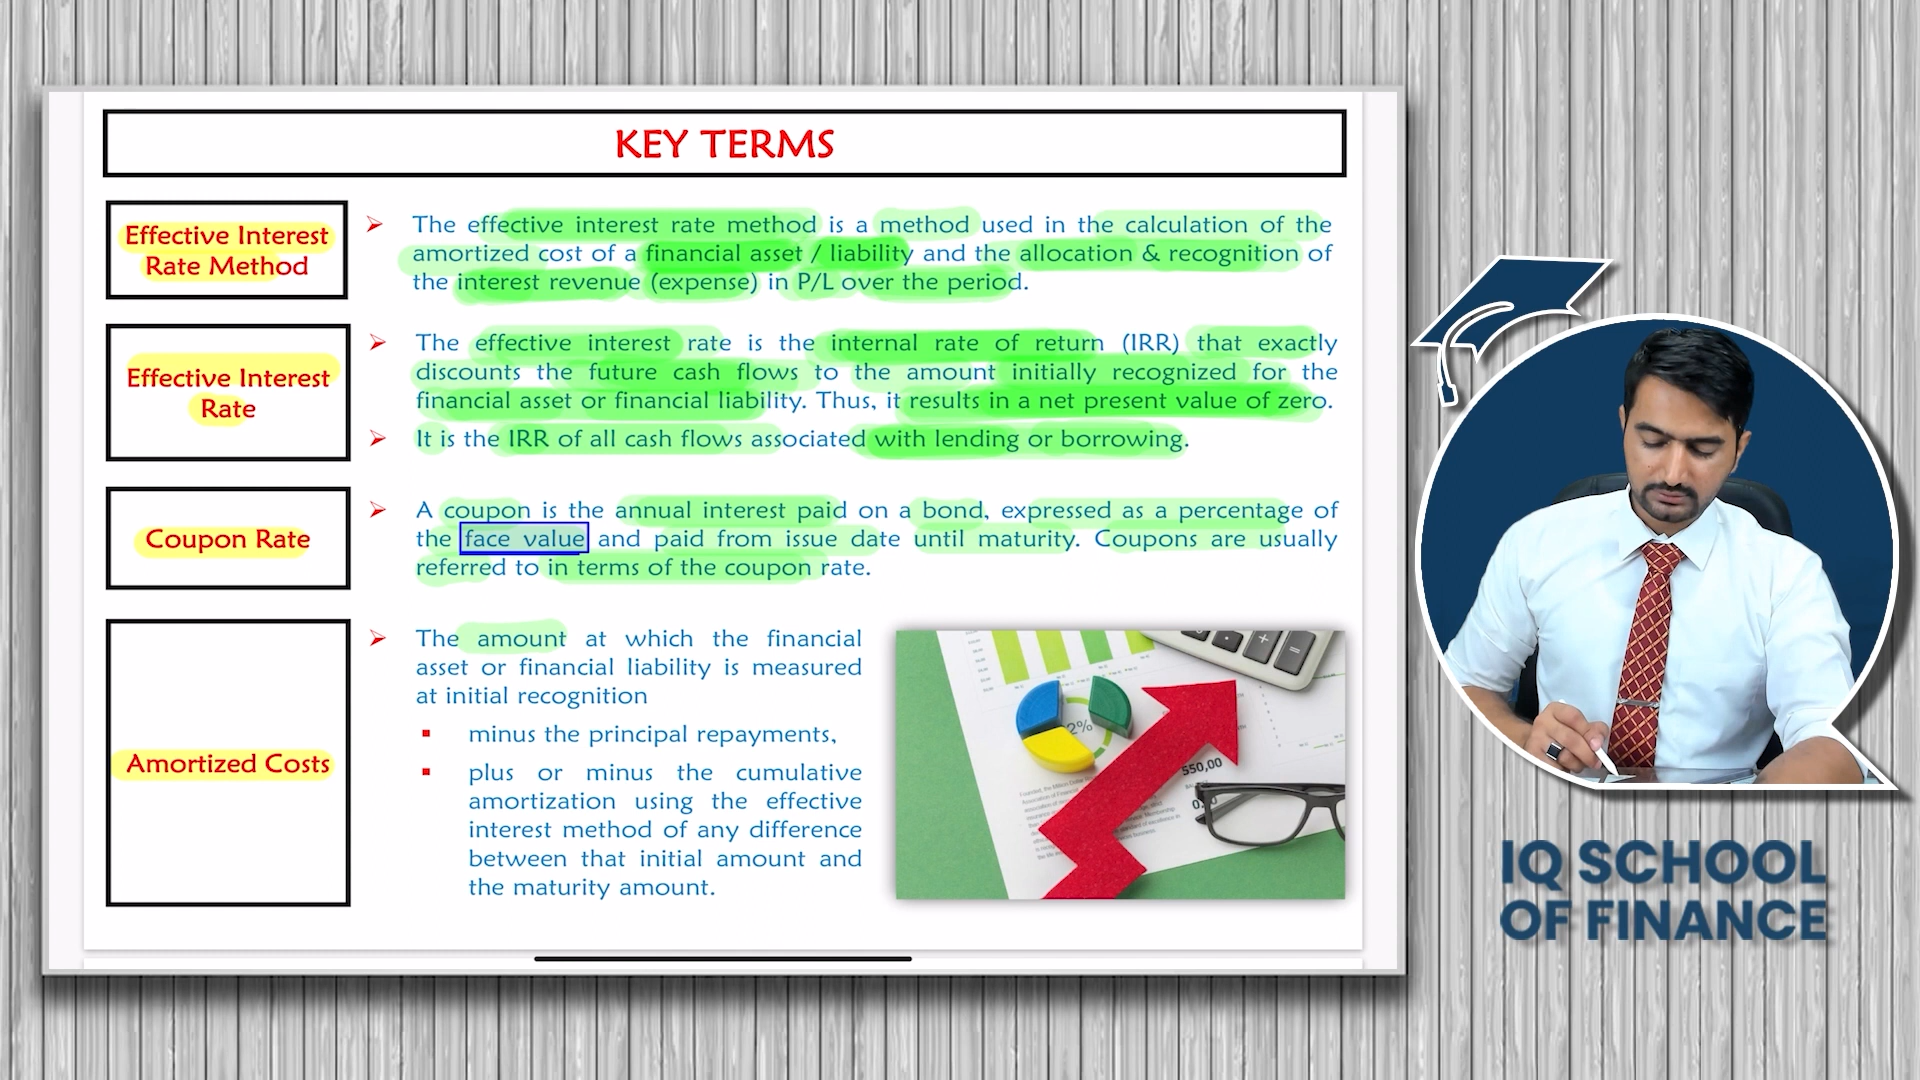 KEY TERMS
Effective Interest
Rate Method
The effective interest rate method is a method used in the calculation of the
amortized cost of a financial asset / liability and the allocation & recognition of
the interest revenue (expense) in P/L over the period.
Effective Interest
Rate
The effective interest rate is the internal rate of return (IRR) that exactly
discounts the future cash flows to the amount initially recognized for the
financial asset or financial liability. Thus, it results in a net present value of zero.
It is the IRR of all cash flows associated with lending or borrowing.
Coupon Rate
A coupon is the annual interest paid on a bond, expressed as a percentage of
the face value and paid from issue date until maturity. Coupons are usually
referred to in terms of the coupon rate.
Amortized Costs
The amount at which the financial
asset or financial liability is measured
at initial recognition
minus the principal repayments,
plus or minus the cumulative
amortization using the effective
interest method of any difference
between that initial amount and
the maturity amount.
2%
550,00
IQ SCHOOL
OF FINANCE